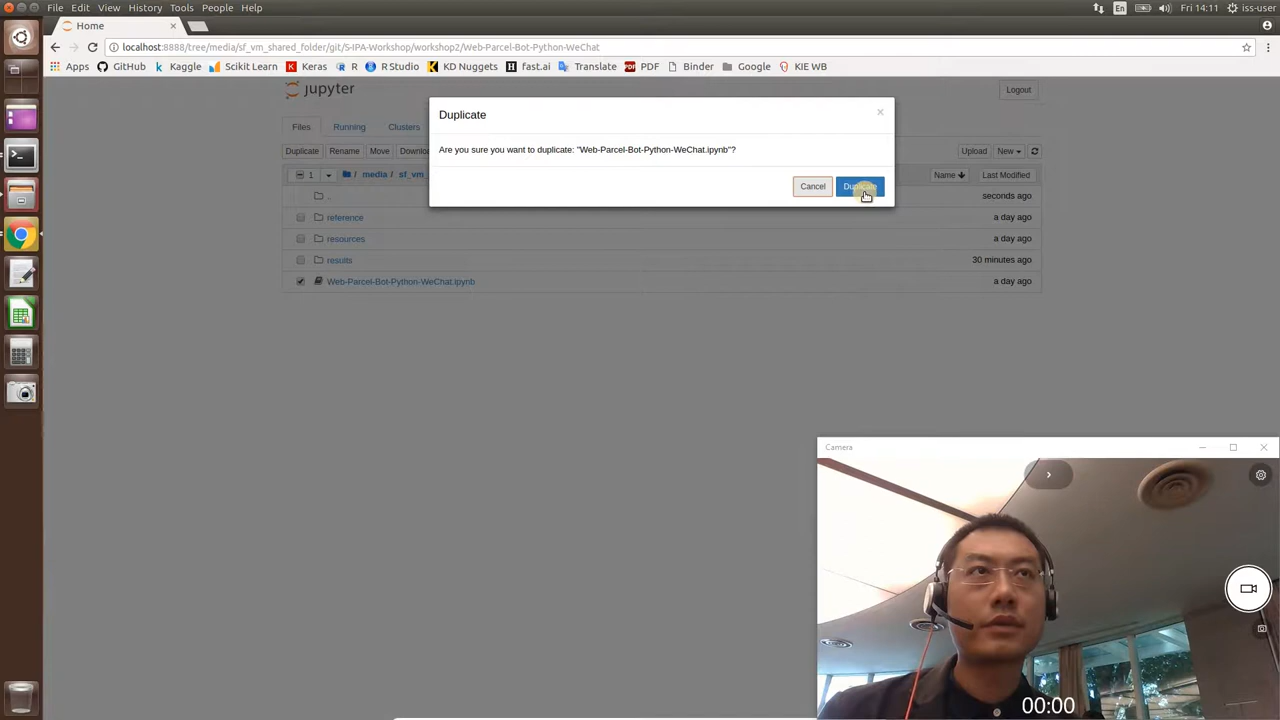 File Edit View History Tools People Help
En
Fri 14:11 iss-user
Home
localhost:8888/tree/media/sf_vm_shared_folder/git/S-IPA-Workshop/workshop2/Web-Parcel-Bot-Python-WeChat
Apps GitHub Kaggle Scikit Learn Keras R R Studio KD Nuggets fast.ai Translate PDF Binder Google KIE WB
jupyter
Logout
Duplicate
Are you sure you want to duplicate: "Web-Parcel-Bot-Python-WeChat.ipynb"?
Cancel Duplicate
Files Running Clusters
Duplicate Rename Move
Upload New
1 / media / sf_vm_
Name Last Modified
.. seconds ago
reference a day ago
resources a day ago
results 30 minutes ago
Web-Parcel-Bot-Python-WeChat.ipynb a day ago
Camera
00:00